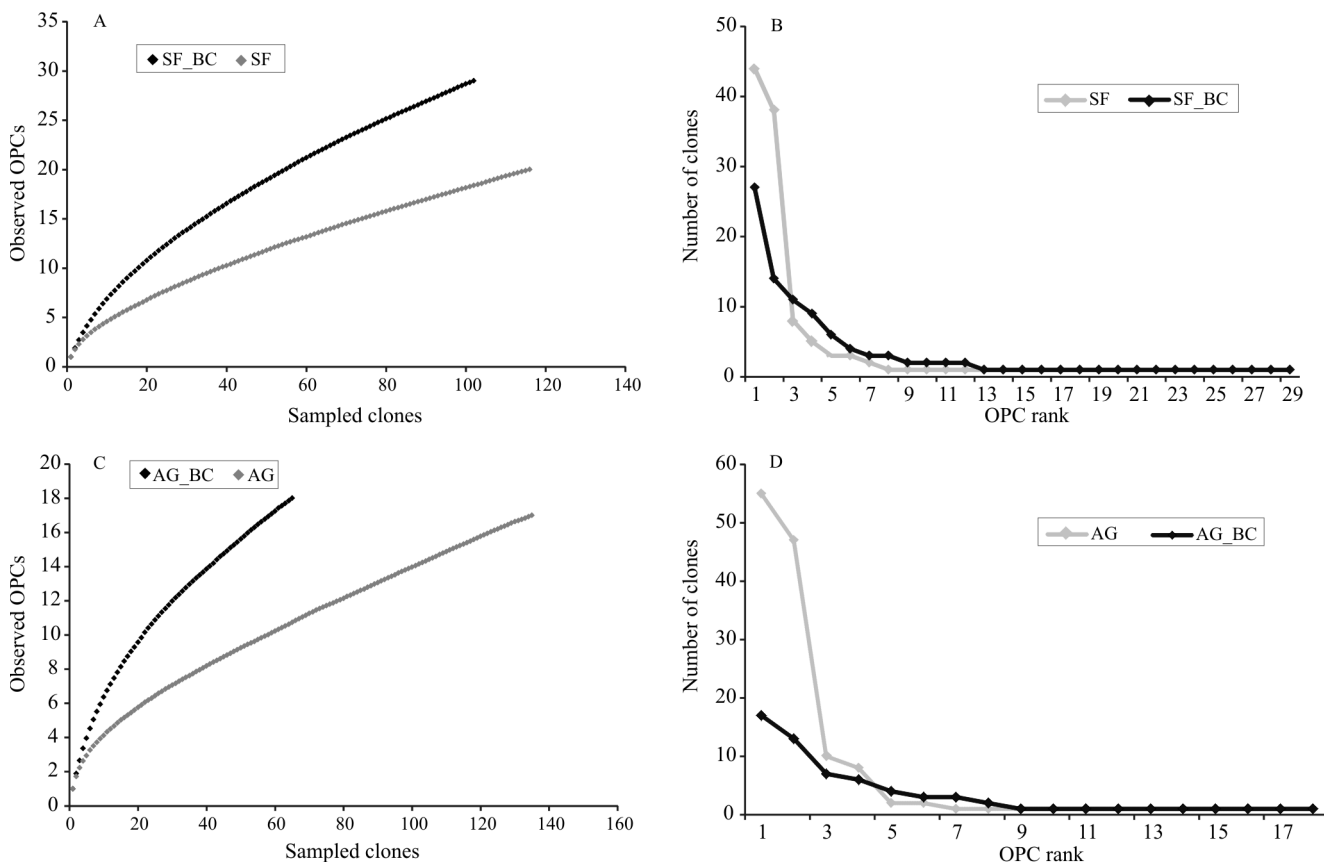 A
SF_BC SF
Observed OPCs
35
30
25
20
15
10
5
0
0 20 40 60 80 100 120 140
Sampled clones
B
SF SF_BC
Number of clones
50
40
30
20
10
0
1 3 5 7 9 11 13 15 17 19 21 23 25 27 29
OPC rank
C
AG_BC AG
Observed OPCs
20
18
16
14
12
10
8
6
4
2
0
0 20 40 60 80 100 120 140 160
Sampled clones
D
AG AG_BC
Number of clones
60
50
40
30
20
10
0
1 3 5 7 9 11 13 15 17
OPC rank